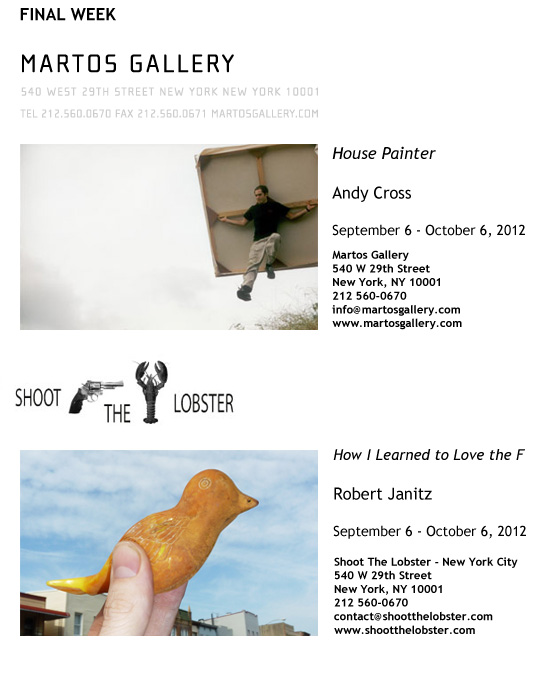 FINAL WEEK
MARTOS GALLERY
540 WEST 29TH STREET NEW YORK NEW YORK 10001
TEL 212.560.0670 FAX 212.560.0671 MARTOSGALLERY.COM
House Painter
Andy Cross
September 6 - October 6, 2012
Martos Gallery
540 W 29th Street
New York, NY 10001
212 560-0670
info@martosgallery.com
www.martosgallery.com
SHOOT THE LOBSTER
How I Learned to Love the F
Robert Janitz
September 6 - October 6, 2012
Shoot The Lobster - New York City
540 W 29th Street
New York, NY 10001
212 560-0670
contact@shootthelobster.com
www.shootthelobster.com